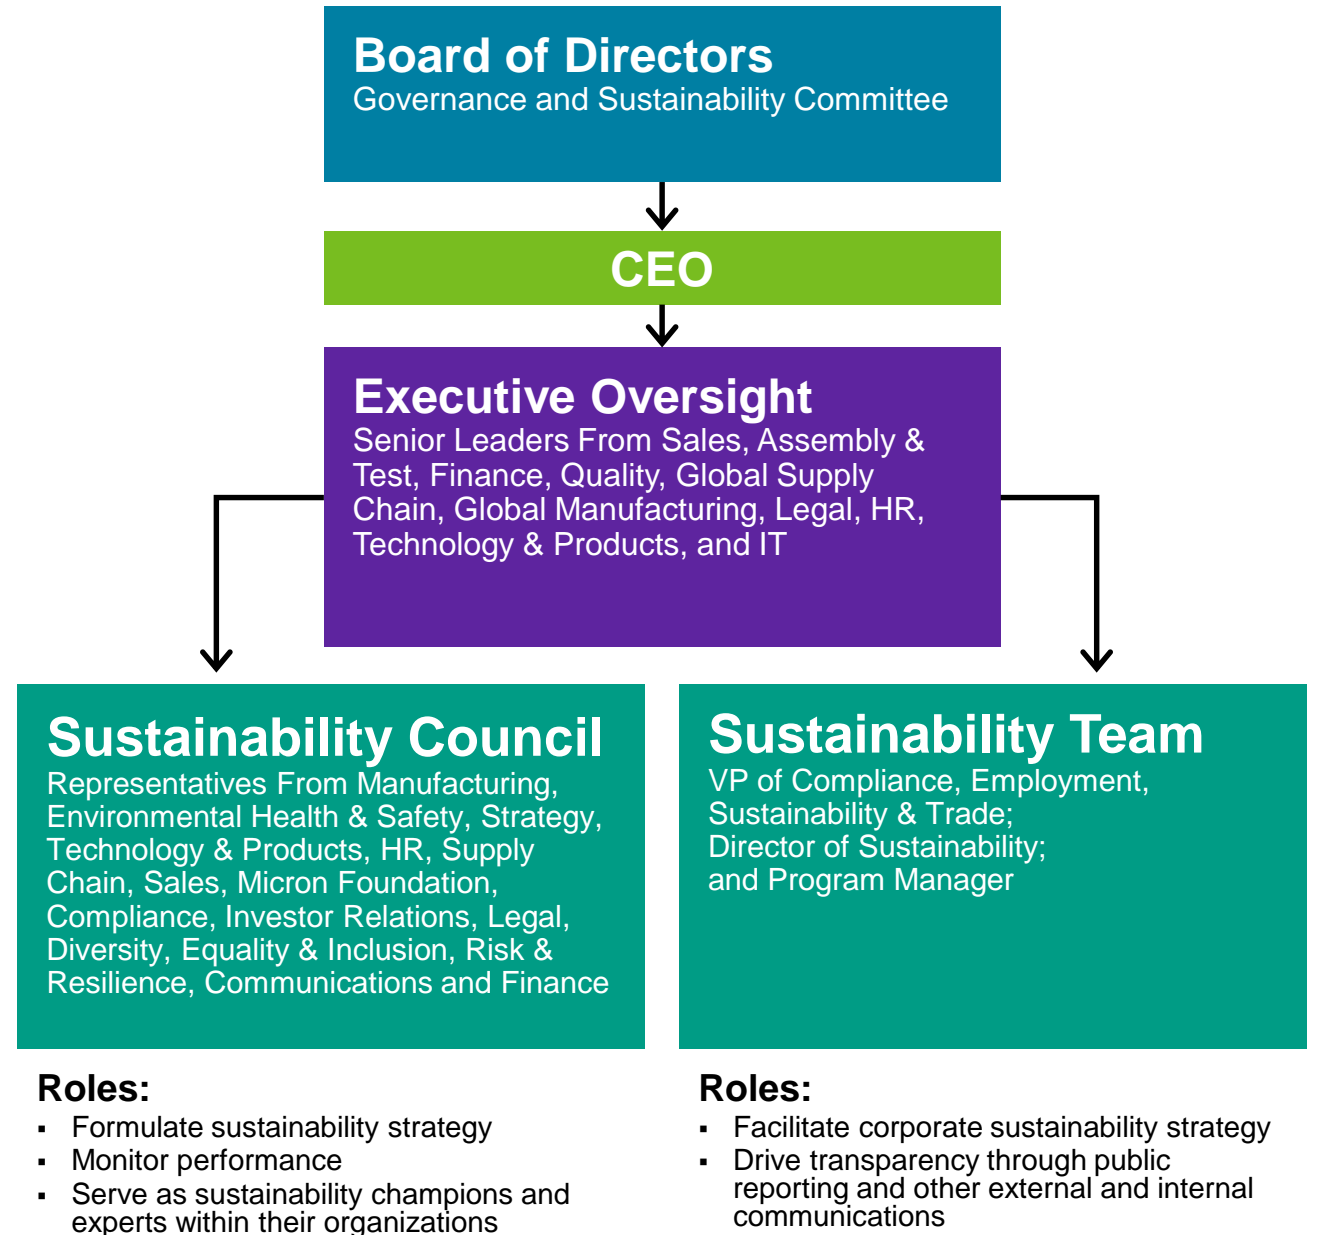 Board of Directors
Governance and Sustainability Committee
CEO
Executive Oversight
Senior Leaders From Sales, Assembly &
Test, Finance, Quality, Global Supply
Chain, Global Manufacturing, Legal, HR,
Technology & Products, and IT
Sustainability Council
Representatives From Manufacturing,
Environmental Health & Safety, Strategy,
Technology & Products, HR, Supply
Chain, Sales, Micron Foundation,
Compliance, Investor Relations, Legal,
Diversity, Equality & Inclusion, Risk &
Resilience, Communications and Finance
Roles:
▪ Formulate sustainability strategy
▪ Monitor performance
▪ Serve as sustainability champions and
experts within their organizations
Sustainability Team
VP of Compliance, Employment,
Sustainability & Trade;
Director of Sustainability;
and Program Manager
Roles:
▪ Facilitate corporate sustainability strategy
▪ Drive transparency through public
reporting and other external and internal
communications